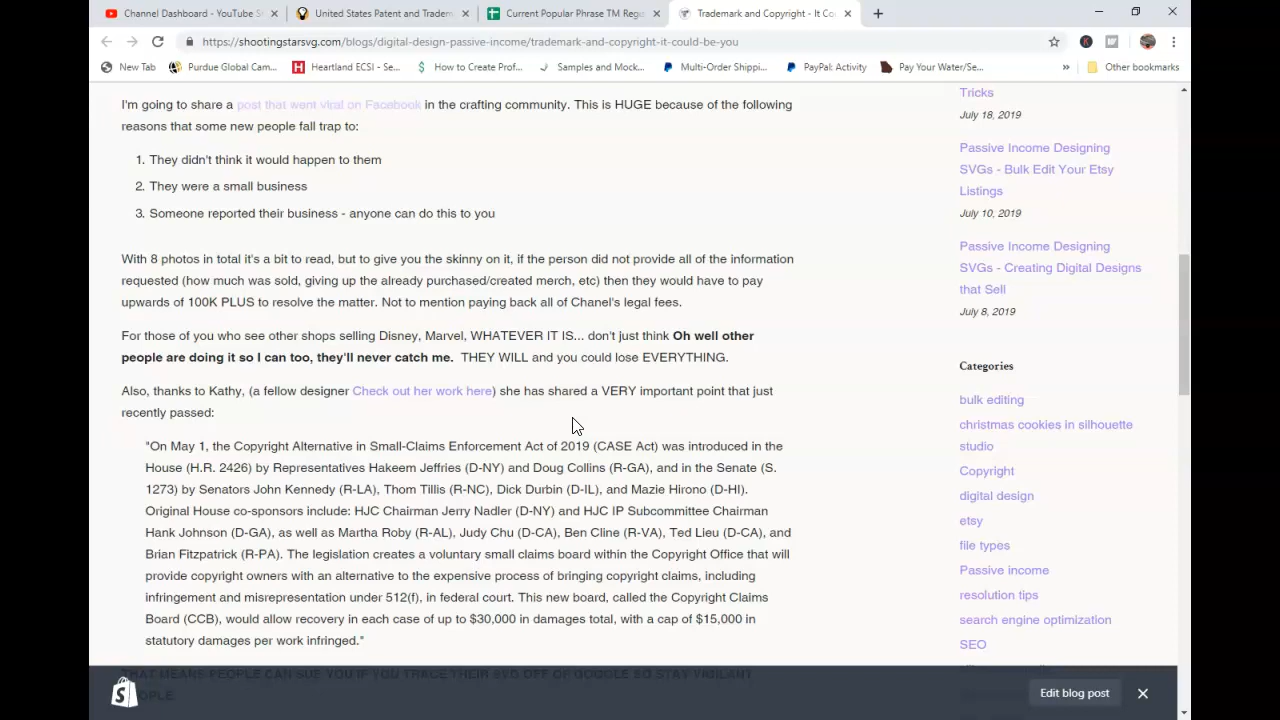 Channel Dashboard - YouTube S
United States Patent and Tradem
Current Popular Phrase TM Regi
Trademark and Copyright - It Co
https://shootingstarsvg.com/blogs/digital-design-passive-income/trademark-and-copyright-it-could-be-you
New Tab
Purdue Global Cam...
Heartland ECSI - Se...
How to Create Prof...
Samples and Mock...
Multi-Order Shippi...
PayPal: Activity
Pay Your Water/Se...
»
Other bookmarks
I'm going to share a post that went viral on Facebook in the crafting community. This is HUGE because of the following
reasons that some new people fall trap to:
1. They didn't think it would happen to them
2. They were a small business
3. Someone reported their business - anyone can do this to you
With 8 photos in total it's a bit to read, but to give you the skinny on it, if the person did not provide all of the information
requested (how much was sold, giving up the already purchased/created merch, etc) then they would have to pay
upwards of 100K PLUS to resolve the matter. Not to mention paying back all of Chanel's legal fees.
For those of you who see other shops selling Disney, Marvel, WHATEVER IT IS... don't just think Oh well other
people are doing it so I can too, they'll never catch me. THEY WILL and you could lose EVERYTHING.
Also, thanks to Kathy, (a fellow designer Check out her work here) she has shared a VERY important point that just
recently passed:
"On May 1, the Copyright Alternative in Small-Claims Enforcement Act of 2019 (CASE Act) was introduced in the
House (H.R. 2426) by Representatives Hakeem Jeffries (D-NY) and Doug Collins (R-GA), and in the Senate (S.
1273) by Senators John Kennedy (R-LA), Thom Tillis (R-NC), Dick Durbin (D-IL), and Mazie Hirono (D-HI).
Original House co-sponsors include: HJC Chairman Jerry Nadler (D-NY) and HJC IP Subcommittee Chairman
Hank Johnson (D-GA), as well as Martha Roby (R-AL), Judy Chu (D-CA), Ben Cline (R-VA), Ted Lieu (D-CA), and
Brian Fitzpatrick (R-PA). The legislation creates a voluntary small claims board within the Copyright Office that will
provide copyright owners with an alternative to the expensive process of bringing copyright claims, including
infringement and misrepresentation under 512(f), in federal court. This new board, called the Copyright Claims
Board (CCB), would allow recovery in each case of up to $30,000 in damages total, with a cap of $15,000 in
statutory damages per work infringed."
THAT MEANS PEOPLE CAN SUE YOU IF YOU TRACE THEIR SVG OFF OF GOOGLE SO STAY VIGILANT
PEOPLE
Tricks
July 18, 2019
Passive Income Designing
SVGs - Bulk Edit Your Etsy
Listings
July 10, 2019
Passive Income Designing
SVGs - Creating Digital Designs
that Sell
July 8, 2019
Categories
bulk editing
christmas cookies in silhouette
studio
Copyright
digital design
etsy
file types
Passive income
resolution tips
search engine optimization
SEO
Edit blog post